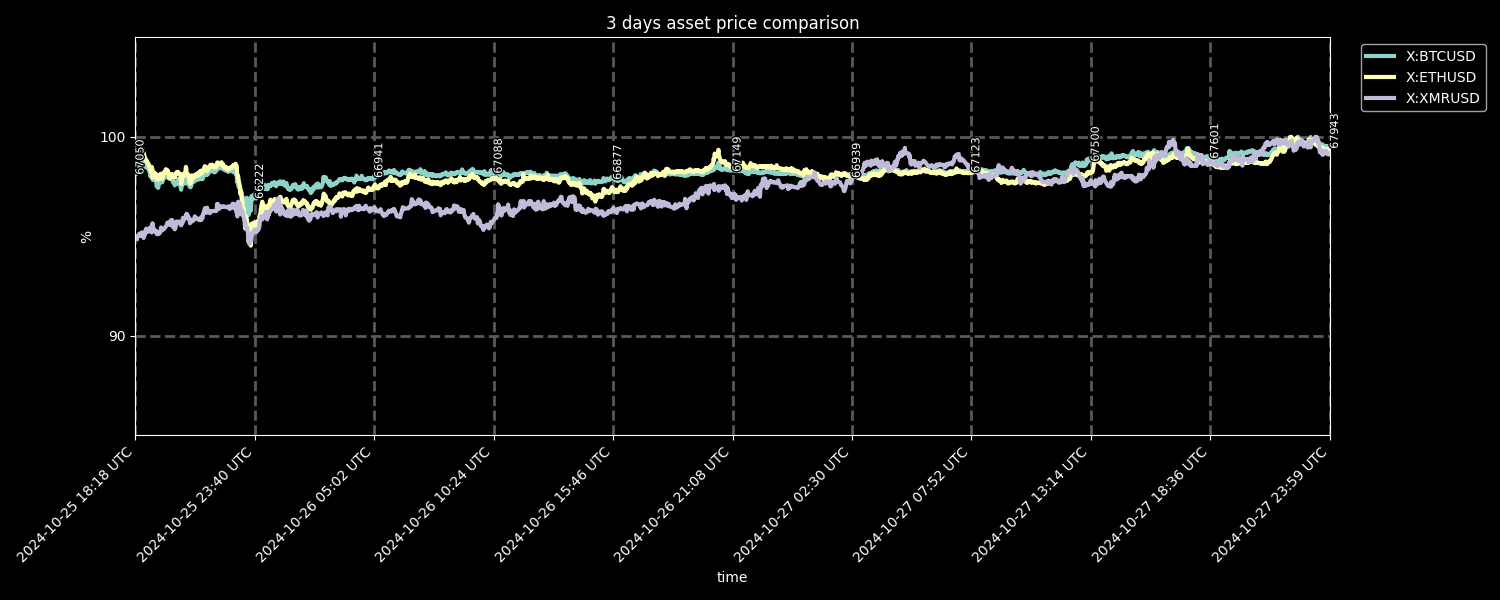 3 days asset price comparison
X:BTCUSD
X:ETHUSD
X:XMRUSD
100
90
%
67050
66222
66941
67088
66877
67149
66939
67123
67500
67601
67943
2024-10-25 18:18 UTC
2024-10-25 23:40 UTC
2024-10-26 05:02 UTC
2024-10-26 10:24 UTC
2024-10-26 15:46 UTC
2024-10-26 21:08 UTC
2024-10-27 02:30 UTC
2024-10-27 07:52 UTC
2024-10-27 13:14 UTC
2024-10-27 18:36 UTC
2024-10-27 23:59 UTC
time